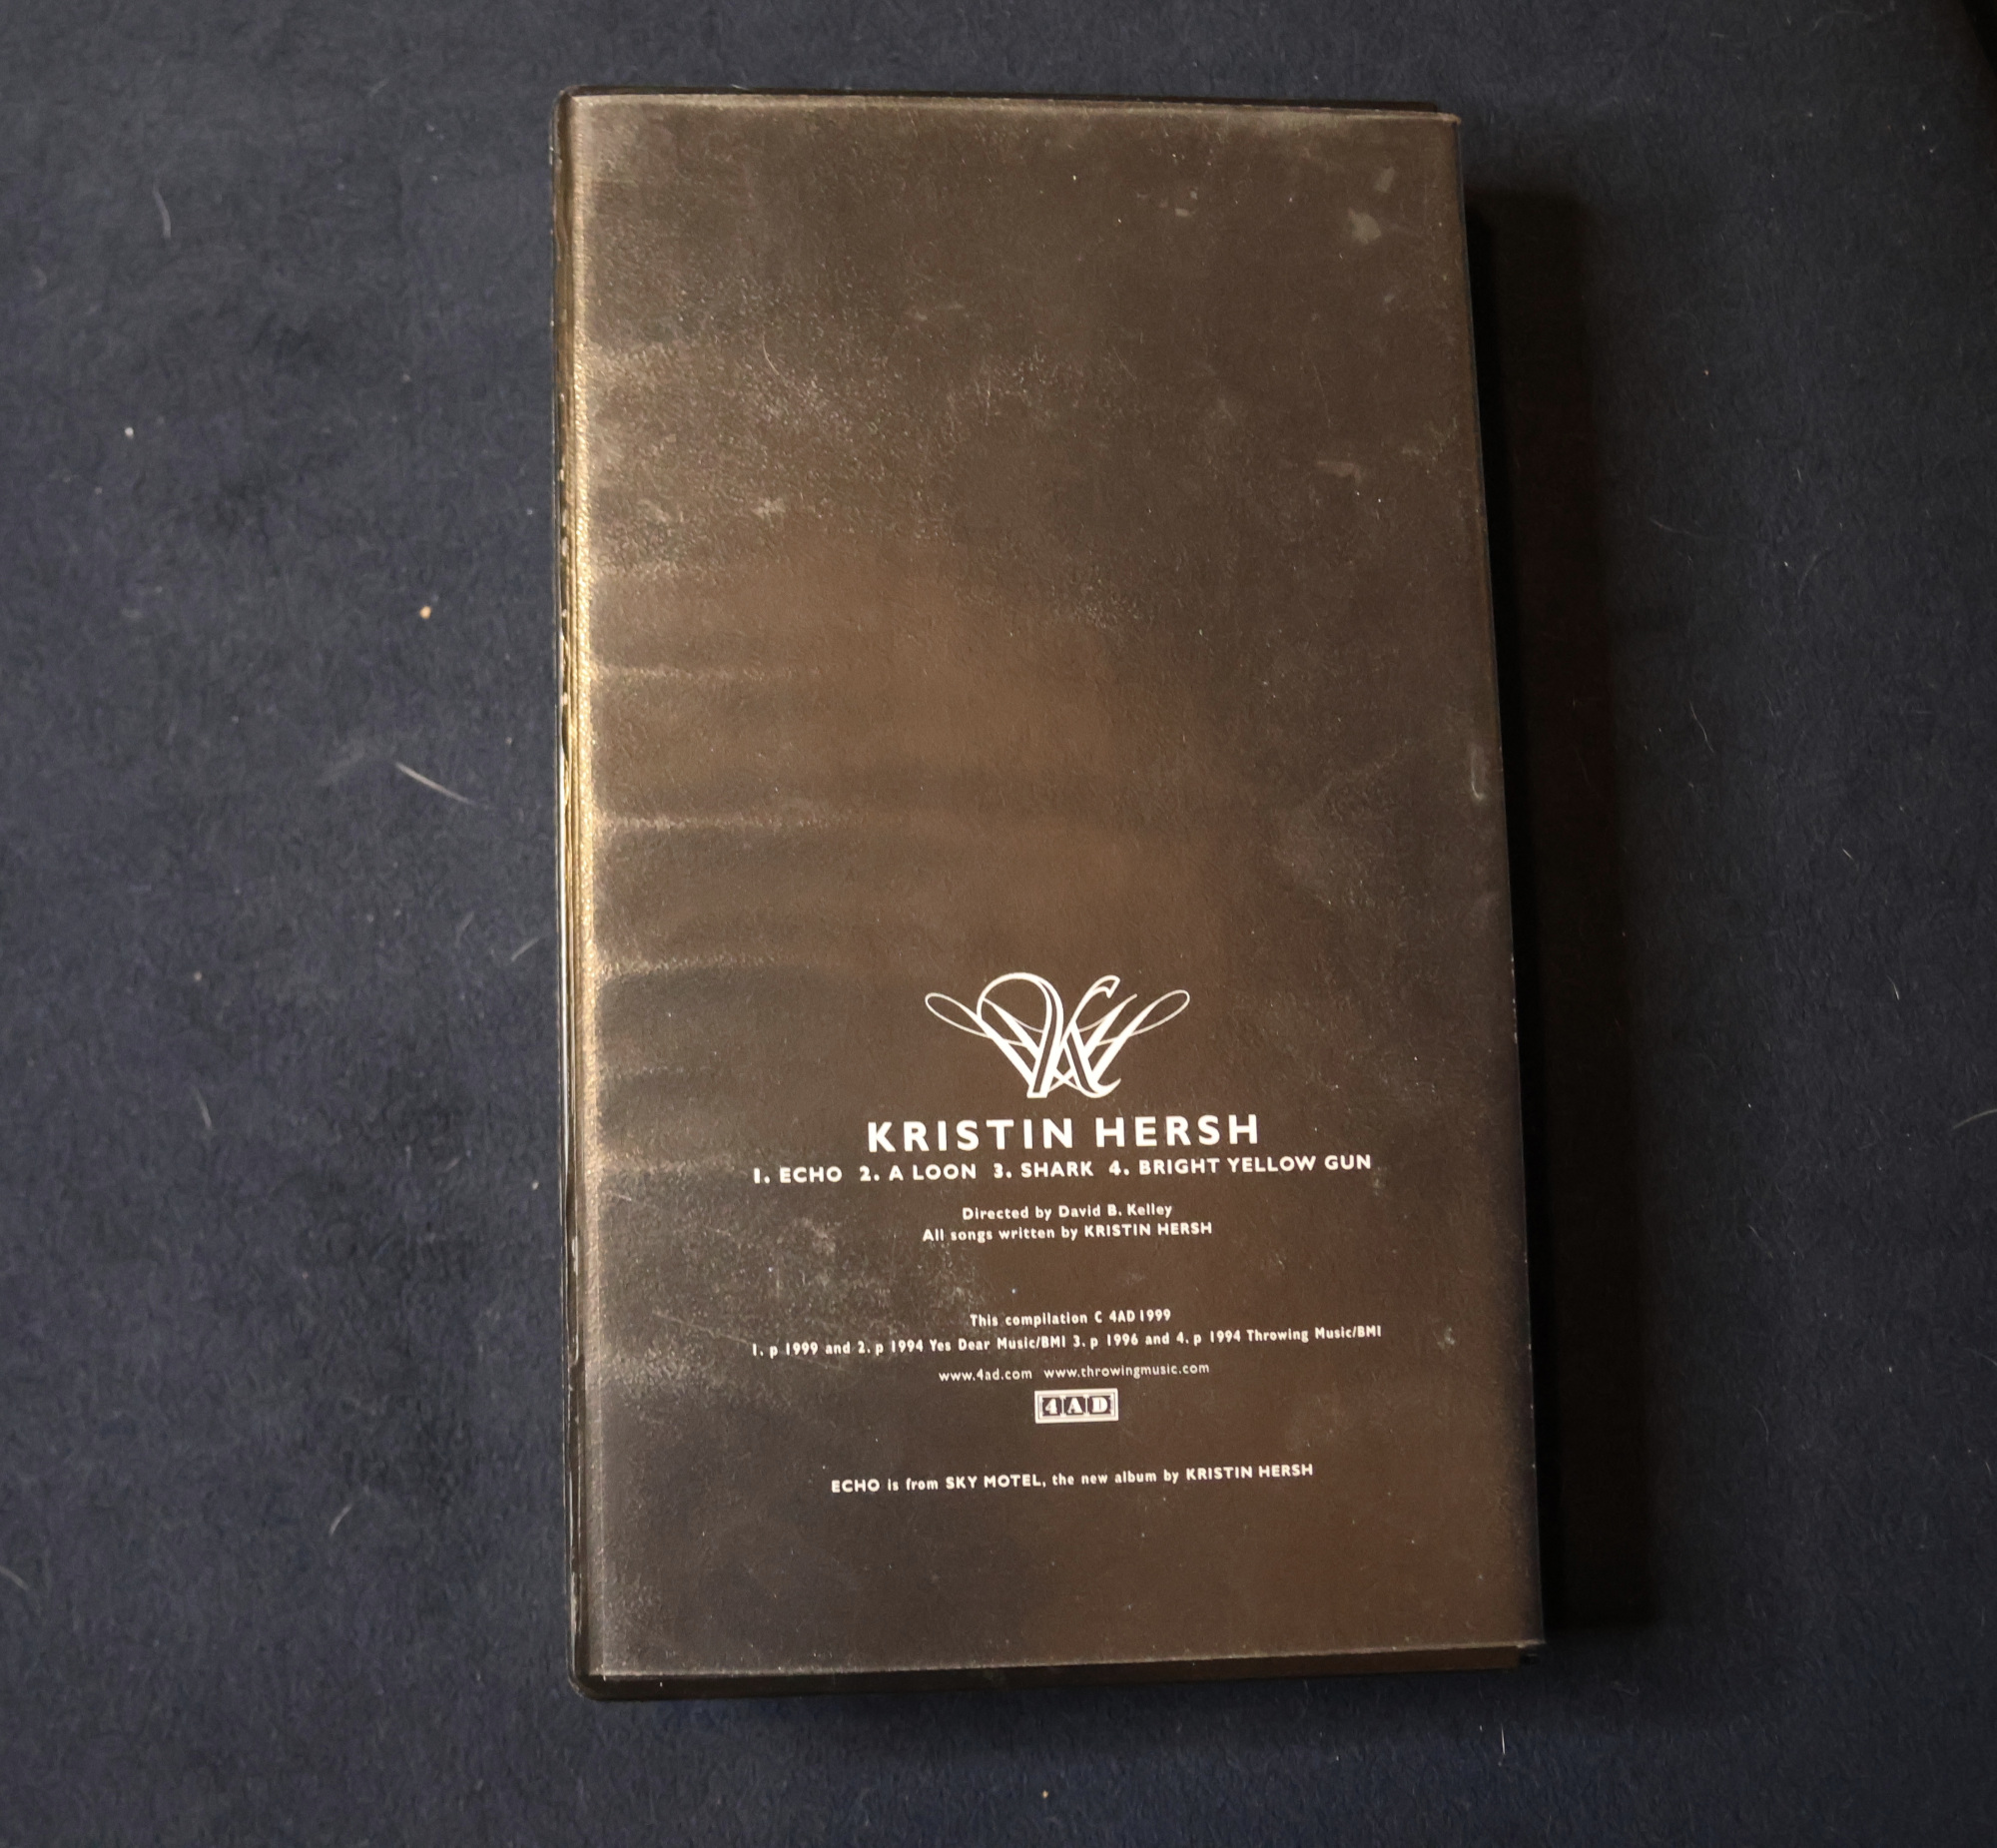 KRISTIN HERSH
1. ECHO 2. A LOON 3. SHARK 4. BRIGHT YELLOW GUN
Directed by David B. Kelley
All songs written by KRISTIN HERSH
This compilation C 4AD 1999
1. p 1999 and 2. p 1994 Yes Dear Music/BMI 3. p 1996 and 4. p 1994 Throwing Music/BMI
www.4ad.com www.throwingmusic.com
4AD
ECHO is from SKY MOTEL, the new album by KRISTIN HERSH